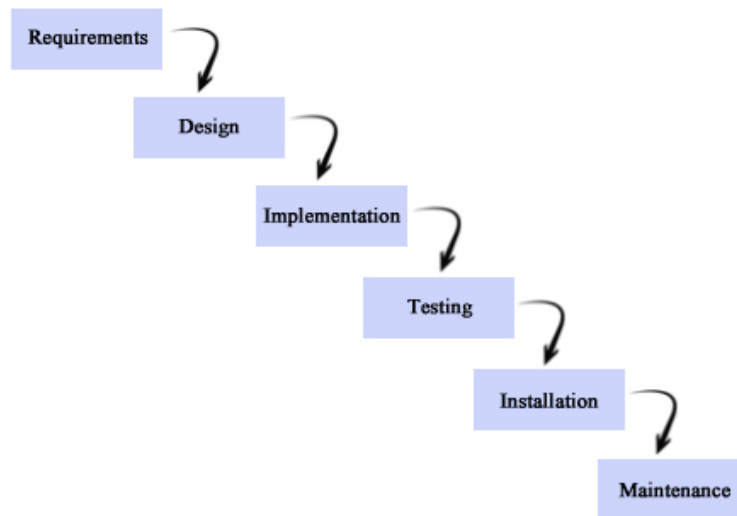 Requirements
Design
Implementation
Testing
Installation
Maintenance